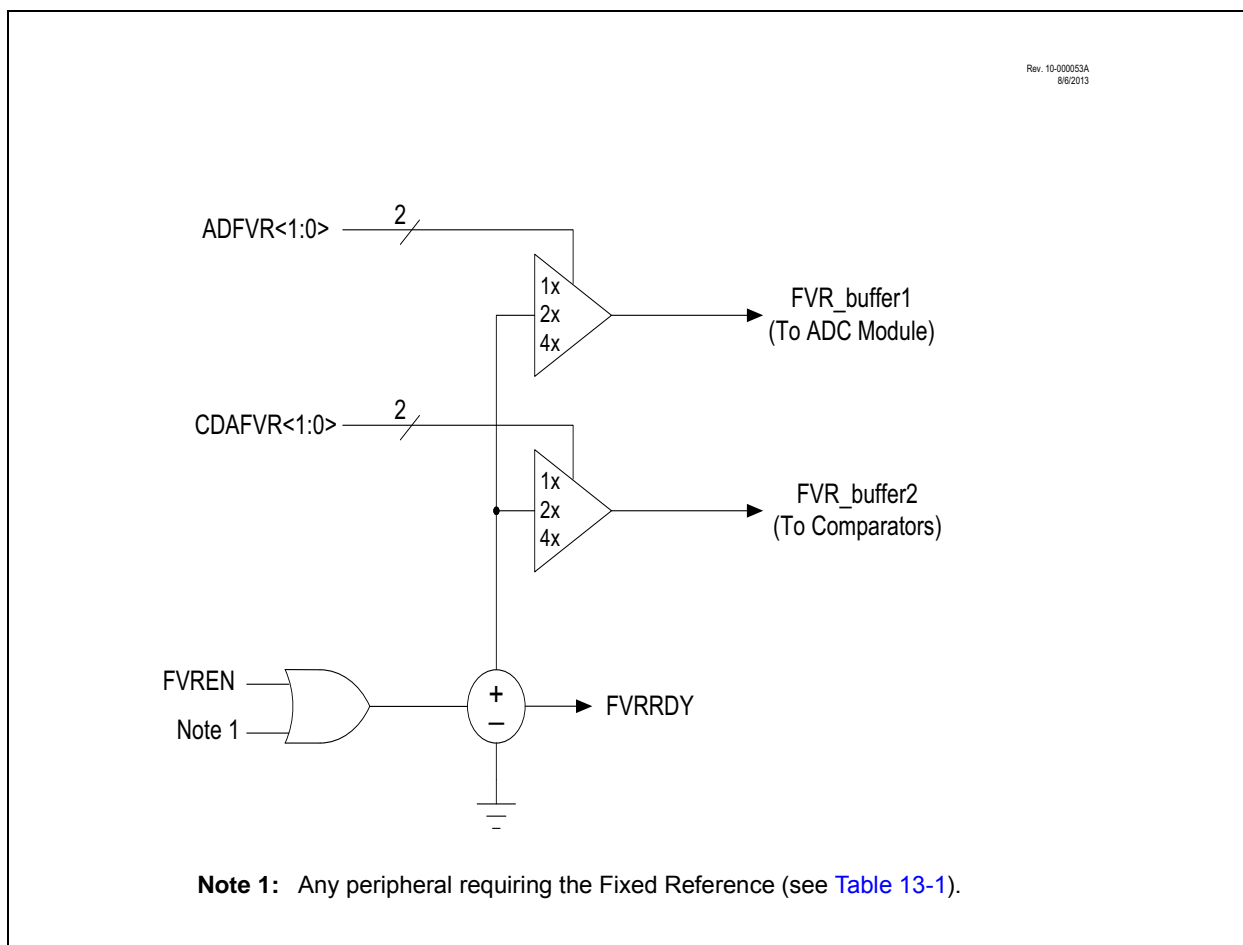 Rev. 10-000053A
8/6/2013
ADFVR<1:0>
2
1x
2x
4x
FVR_buffer1
(To ADC Module)
CDAFVR<1:0>
2
1x
2x
4x
FVR_buffer2
(To Comparators)
FVREN
Note 1
+
–
FVRRDY
Note 1: Any peripheral requiring the Fixed Reference (see Table 13-1).